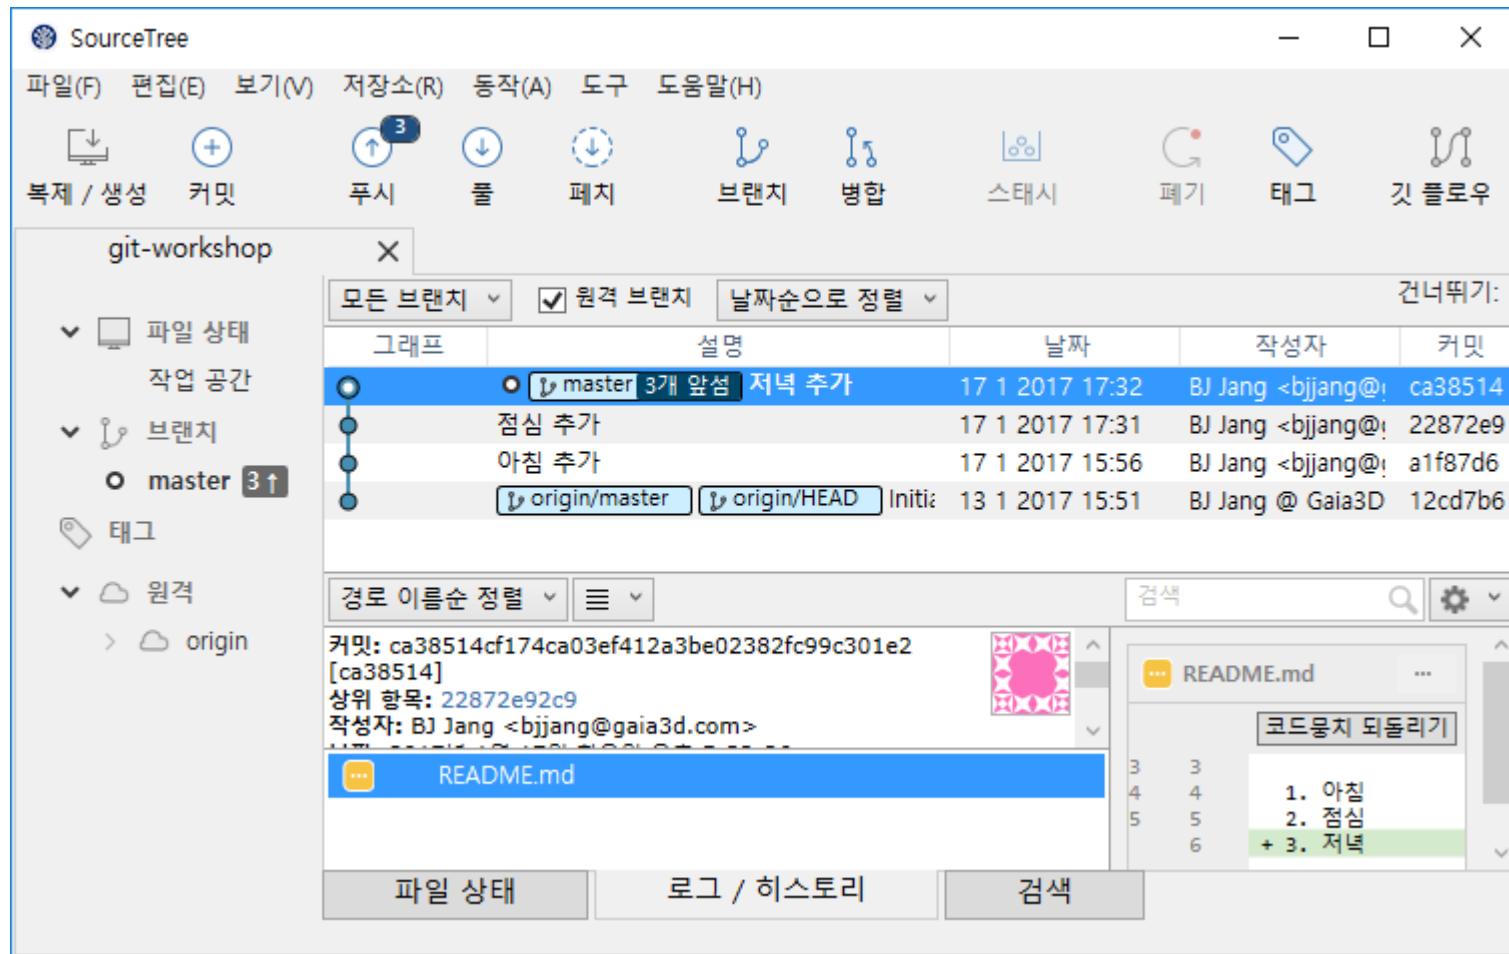 SourceTree
파일(F) 편집(E) 보기(V) 저장소(R) 동작(A) 도구 도움말(H)
3
복제 / 생성 커밋 푸시 풀 페치 브랜치 병합 스태시 폐기 태그 깃 플로우
git-workshop
모든 브랜치 원격 브랜치 날짜순으로 정렬 건너뛰기:
파일 상태
작업 공간
브랜치
master 3↑
태그
원격
origin
그래프 설명 날짜 작성자 커밋
master 3개 앞섬 저녁 추가 17 1 2017 17:32 BJ Jang <bjjang@g ca38514
점심 추가 17 1 2017 17:31 BJ Jang <bjjang@g 22872e9
아침 추가 17 1 2017 15:56 BJ Jang <bjjang@g a1f87d6
origin/master origin/HEAD Initia 13 1 2017 15:51 BJ Jang @ Gaia3D 12cd7b6
경로 이름순 정렬 검색
커밋: ca38514cf174ca03ef412a3be02382fc99c301e2
[ca38514]
상위 항목: 22872e92c9
작성자: BJ Jang <bjjang@gaia3d.com>
README.md
README.md ...
코드뭉치 되돌리기
3 3
4 4 1. 아침
5 5 2. 점심
6 + 3. 저녁
파일 상태 로그 / 히스토리 검색